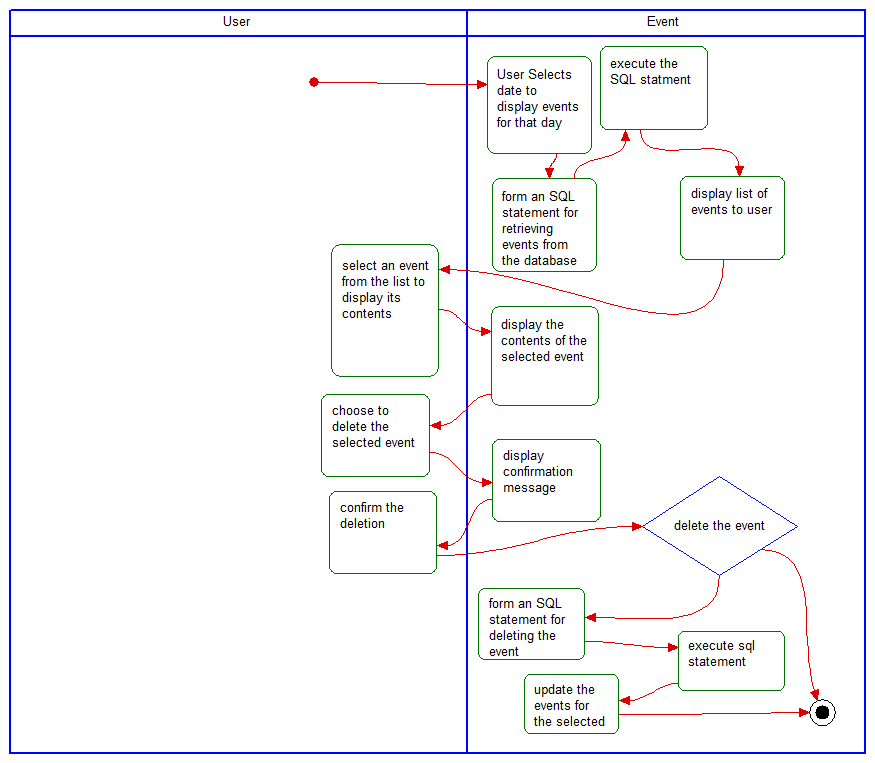 User
Event
User Selects
date to
display events
for that day
execute the
SQL statment
form an SQL
statement for
retrieving
events from
the database
display list of
events to user
select an event
from the list to
display its
contents
display the
contents of the
selected event
choose to
delete the
selected event
display
confirmation
message
confirm the
deletion
delete the event
form an SQL
statement for
deleting the
event
execute sql
statement
update the
events for
the selected